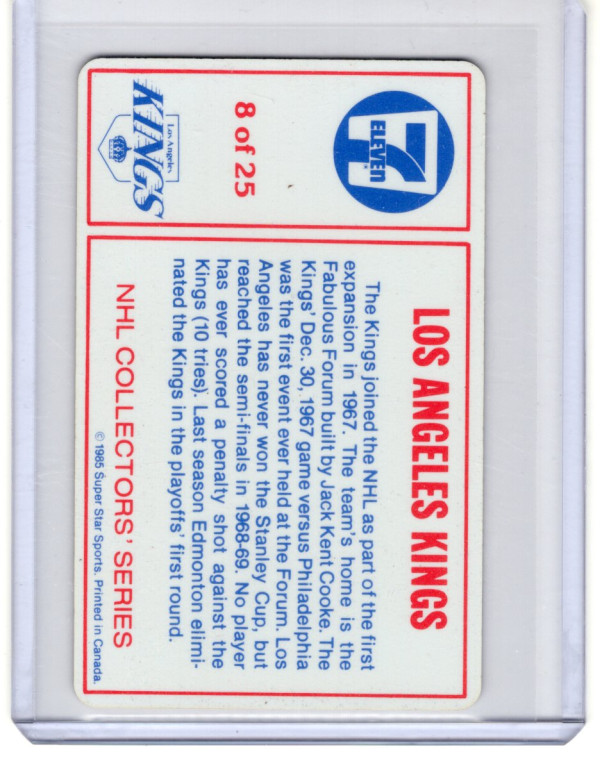 7
ELEVEN
®
8 of 25
Los Angeles
KINGS
LOS ANGELES KINGS
The Kings joined the NHL as part of the first
expansion in 1967. The team's home is the
Fabulous Forum built by Jack Kent Cooke. The
Kings' Dec. 30, 1967 game versus Philadelphia
was the first event ever held at the Forum. Los
Angeles has never won the Stanley Cup, but
reached the semi-finals in 1968-69. No player
has ever scored a penalty shot against the
Kings (10 tries). Last season Edmonton elimi-
nated the Kings in the playoffs' first round.
NHL COLLECTORS' SERIES
© 1985 Super Star Sports. Printed in Canada.